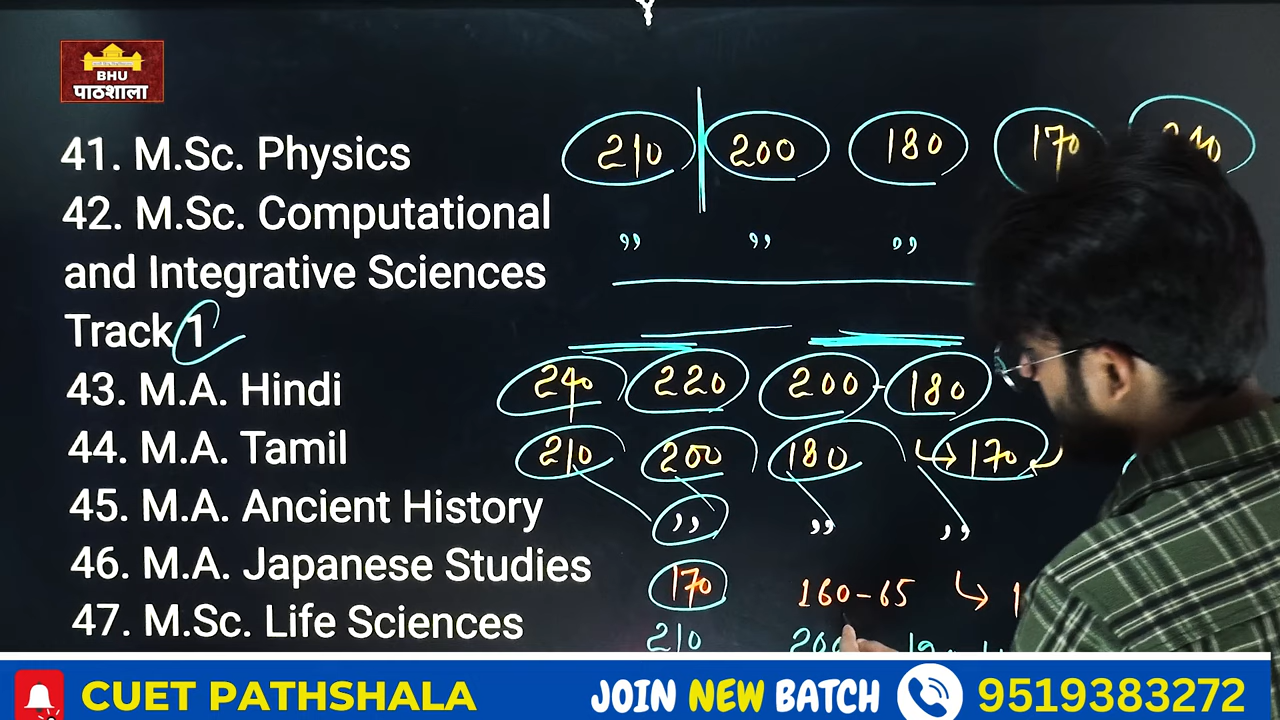 BHU
पाठशाला
41. M.Sc. Physics 210 200 180 170
42. M.Sc. Computational
and Integrative Sciences ,, ,, ,,
Track 1
43. M.A. Hindi 240 220 200 - 180
44. M.A. Tamil 210 200 180 ↳ 170
45. M.A. Ancient History ,, ,, ,,
46. M.A. Japanese Studies 170 160-65 ↳
47. M.Sc. Life Sciences 210
CUET PATHSHALA JOIN NEW BATCH 9519383272